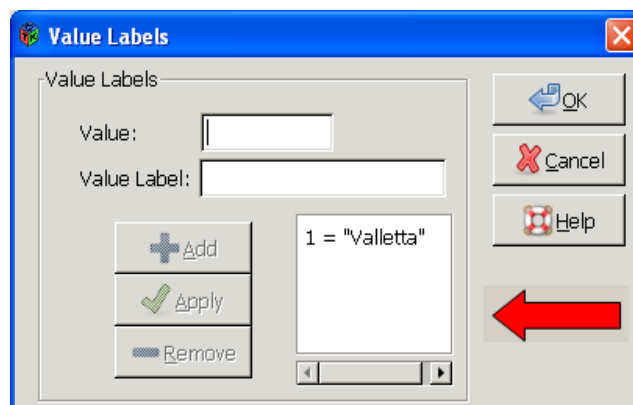 Value Labels
Value Labels
Value:
Value Label:
Add
Apply
Remove
1 = "Valletta"
OK
Cancel
Help